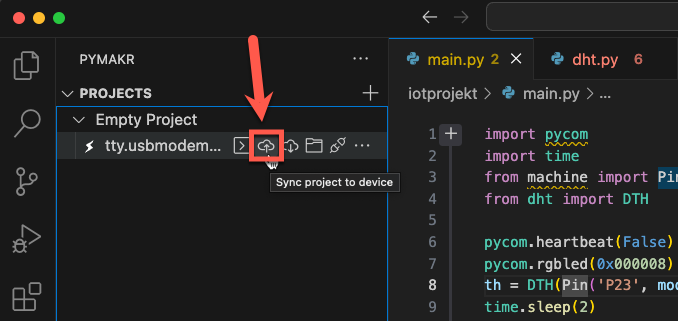 PYMAKR
PROJECTS
Empty Project
tty.usbmodem...
Sync project to device
main.py 2
dht.py 6
iotprojekt > main.py > ...
1 import pycom
2 import time
3 from machine import Pin
4 from dht import DTH
5
6 pycom.heartbeat(False)
7 pycom.rgbled(0x000008)
8 th = DTH(Pin('P23', mod
9 time.sleep(2)